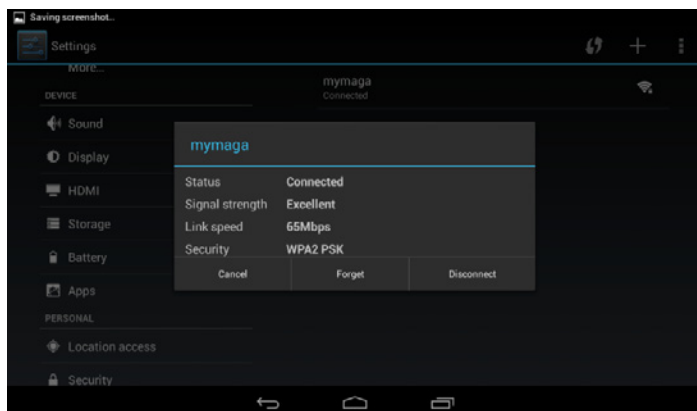 Saving screenshot...
Settings
More...
mymaga
Connected
DEVICE
Sound
Display
HDMI
Storage
Battery
Apps
PERSONAL
Location access
Security
mymaga
Status Connected
Signal strength Excellent
Link speed 65Mbps
Security WPA2 PSK
Cancel Forget Disconnect